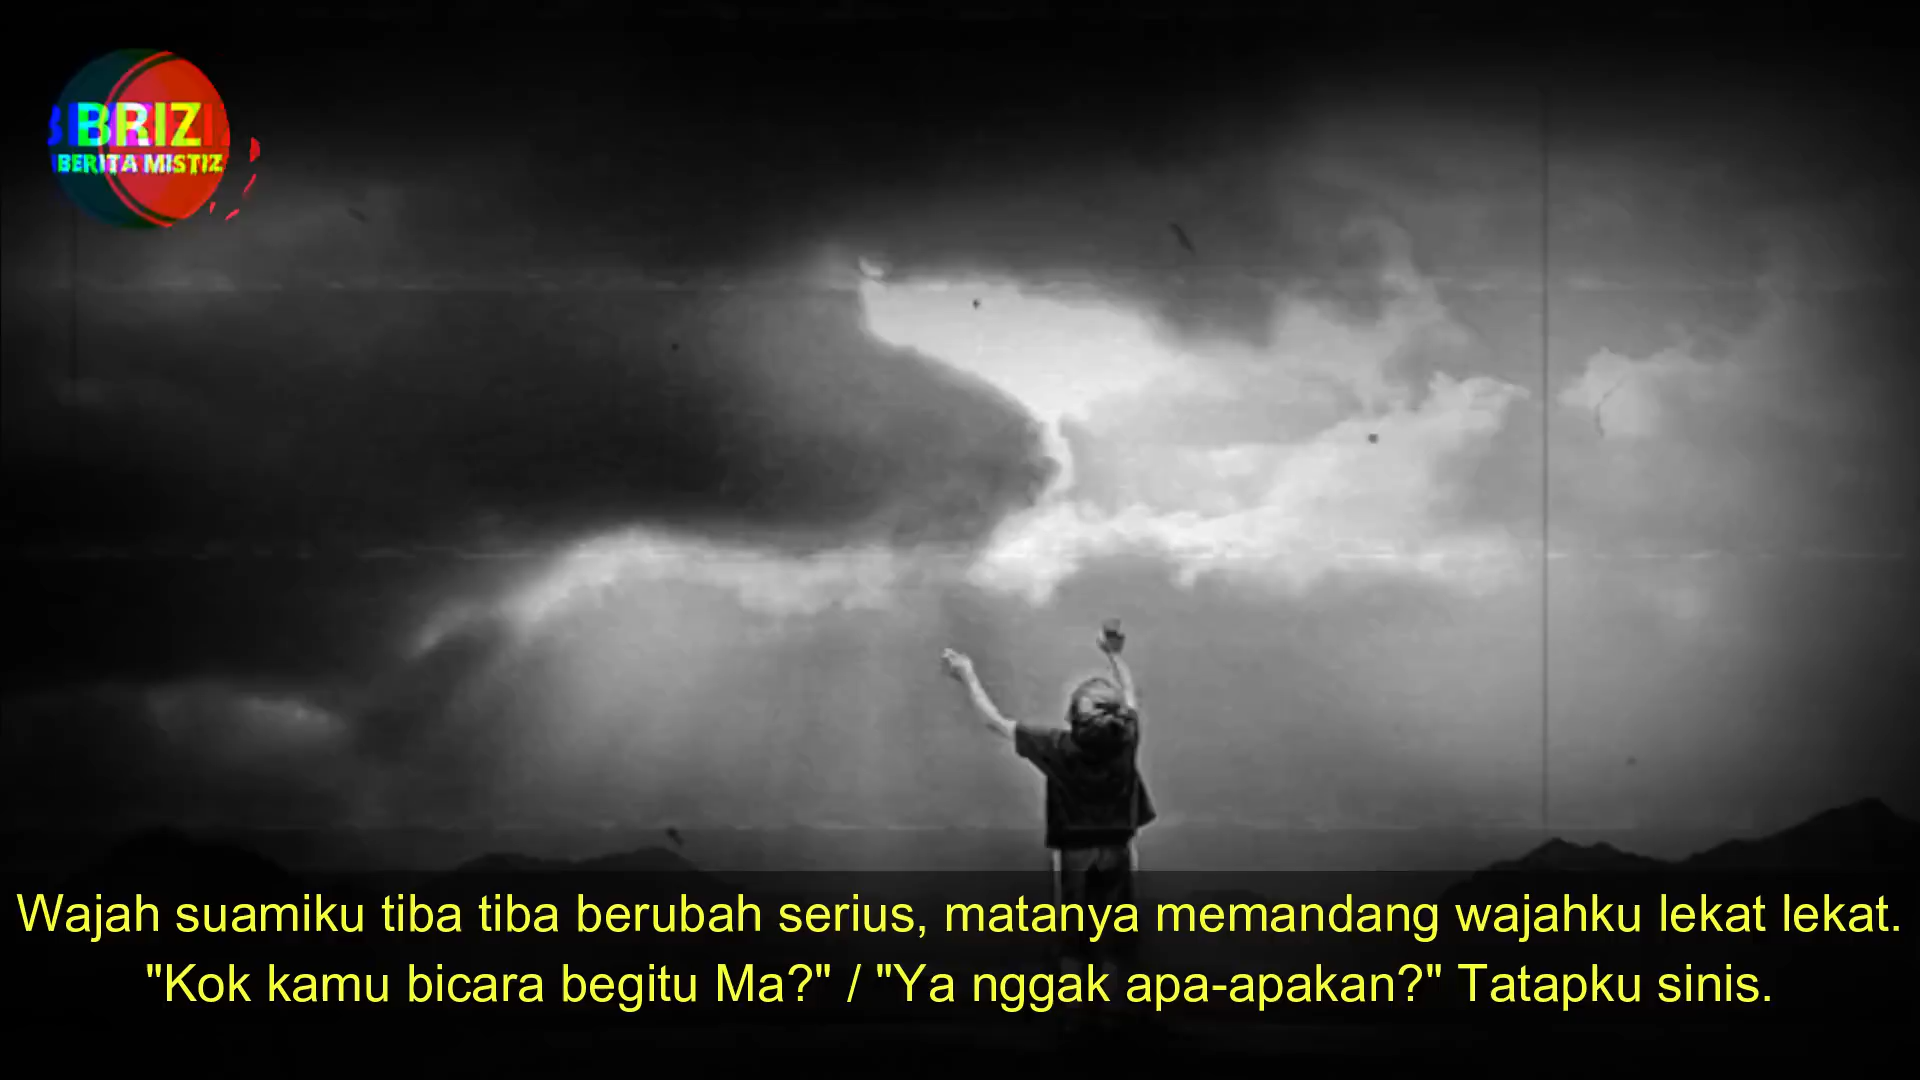 BRIZ
BERITA MISTIZ
Wajah suamiku tiba tiba berubah serius, matanya memandang wajahku lekat lekat.
"Kok kamu bicara begitu Ma?" / "Ya nggak apa-apakan?" Tatapku sinis.